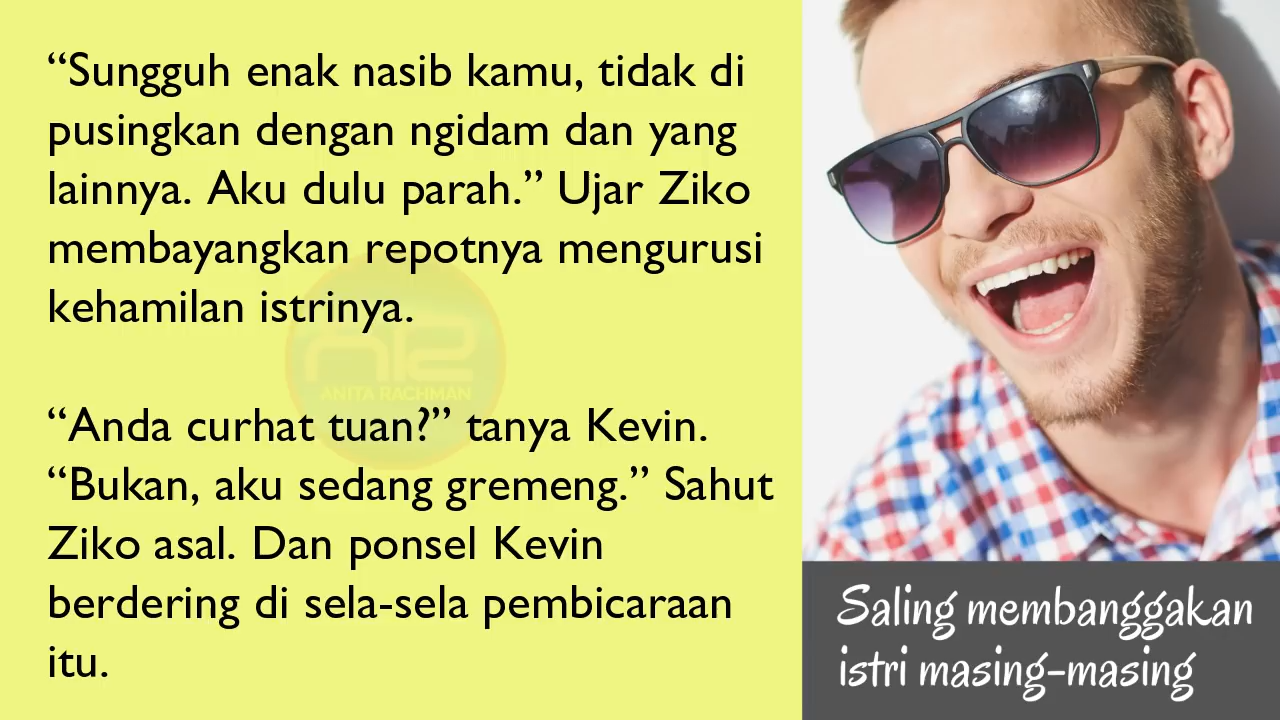 “Sungguh enak nasib kamu, tidak di
pusingkan dengan ngidam dan yang
lainnya. Aku dulu parah.” Ujar Ziko
membayangkan repotnya mengurusi
kehamilan istrinya.
“Anda curhat tuan?” tanya Kevin.
“Bukan, aku sedang gremeng.” Sahut
Ziko asal. Dan ponsel Kevin
berdering di sela-sela pembicaraan
itu.
ANITA RACHMAN
Saling membanggakan
istri masing-masing